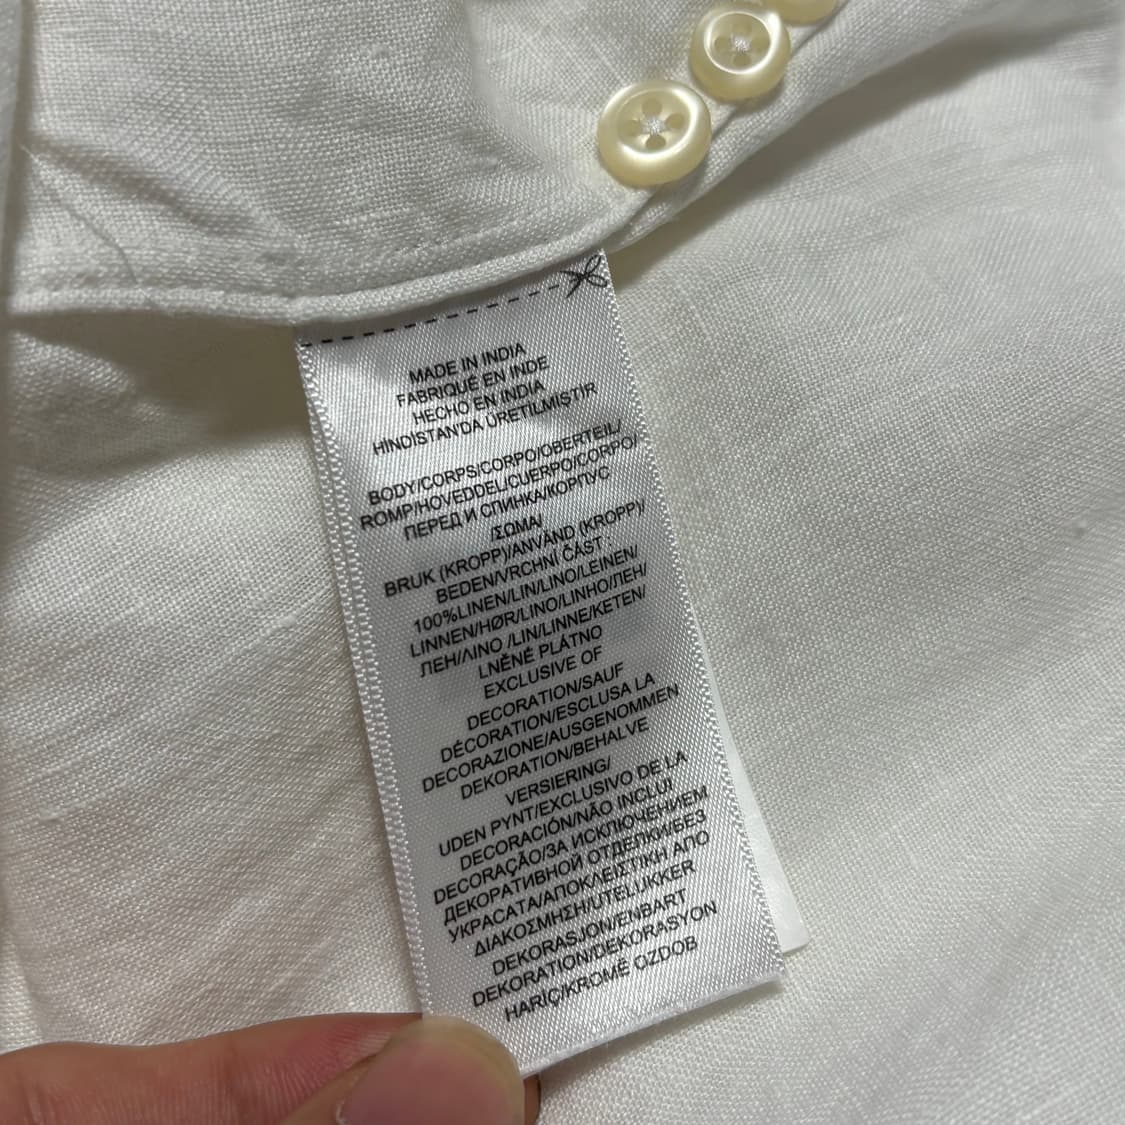 MADE IN INDIA
FABRIQUÉ EN INDE
HECHO EN INDIA
HINDISTAN'DA ÜRETILMIŞTIR
BODY/CORPS/CORPO/OBERTEIL/
ROMP/HOVEDDEL/CUERPO/CORPO/
ПЕРЕД И СПИНКА/КОРПУС
/ΣΩΜΑ/
BRUK (KROPP)/ANVÄND (KROPP)/
BEDEN/VRCHNÍ ČÁST :
100%LINEN/LIN/LINO/LEINEN/
LINNEN/HØR/LINO/LINHO/ЛЕН/
ЛЕН/ΛΙΝΟ /LIN/LINNE/KETEN/
LNĚNÉ PLÁTNO
EXCLUSIVE OF
DECORATION/SAUF
DÉCORATION/ESCLUSA LA
DECORAZIONE/AUSGENOMMEN
DEKORATION/BEHALVE
VERSIERING/
UDEN PYNT/EXCLUSIVO DE LA
DECORACIÓN/NÃO INCLUI
DECORAÇÃO/ЗА ИСКЛЮЧЕНИЕМ
ДЕКОРАТИВНОЙ ОТДЕЛКИ/БЕЗ
УКРАСАТА/ΑΠΟΚΛΕΙΣΤΙΚΗ ΑΠΟ
ΔΙΑΚΟΣΜΗΣΗ/UTELUKKER
DEKORASJON/ENBART
DEKORATION/DEKORASYON
HARİÇ/KROMĚ OZDOB